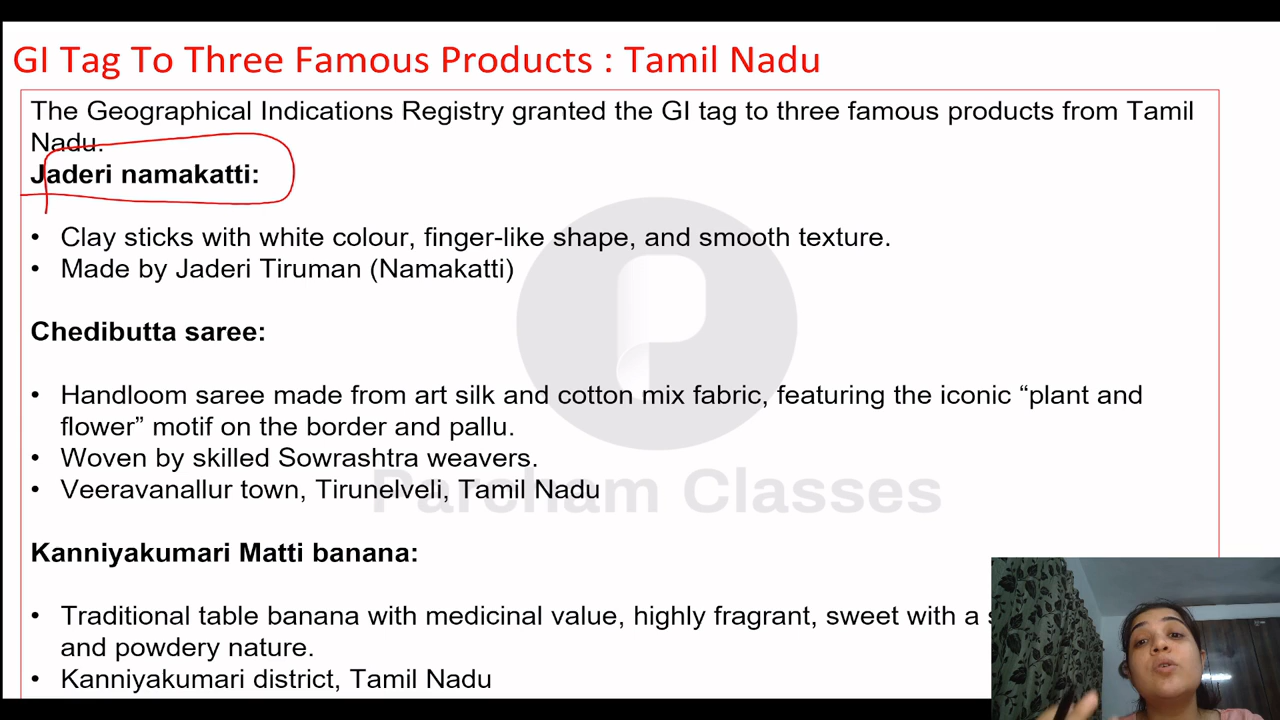 GI Tag To Three Famous Products : Tamil Nadu
The Geographical Indications Registry granted the GI tag to three famous products from Tamil
Nadu.
Jaderi namakatti:
• Clay sticks with white colour, finger-like shape, and smooth texture.
• Made by Jaderi Tiruman (Namakatti)
Chedibutta saree:
• Handloom saree made from art silk and cotton mix fabric, featuring the iconic “plant and
flower” motif on the border and pallu.
• Woven by skilled Sowrashtra weavers.
• Veeravanallur town, Tirunelveli, Tamil Nadu
Parcham Classes
Kanniyakumari Matti banana:
• Traditional table banana with medicinal value, highly fragrant, sweet with a
and powdery nature.
• Kanniyakumari district, Tamil Nadu